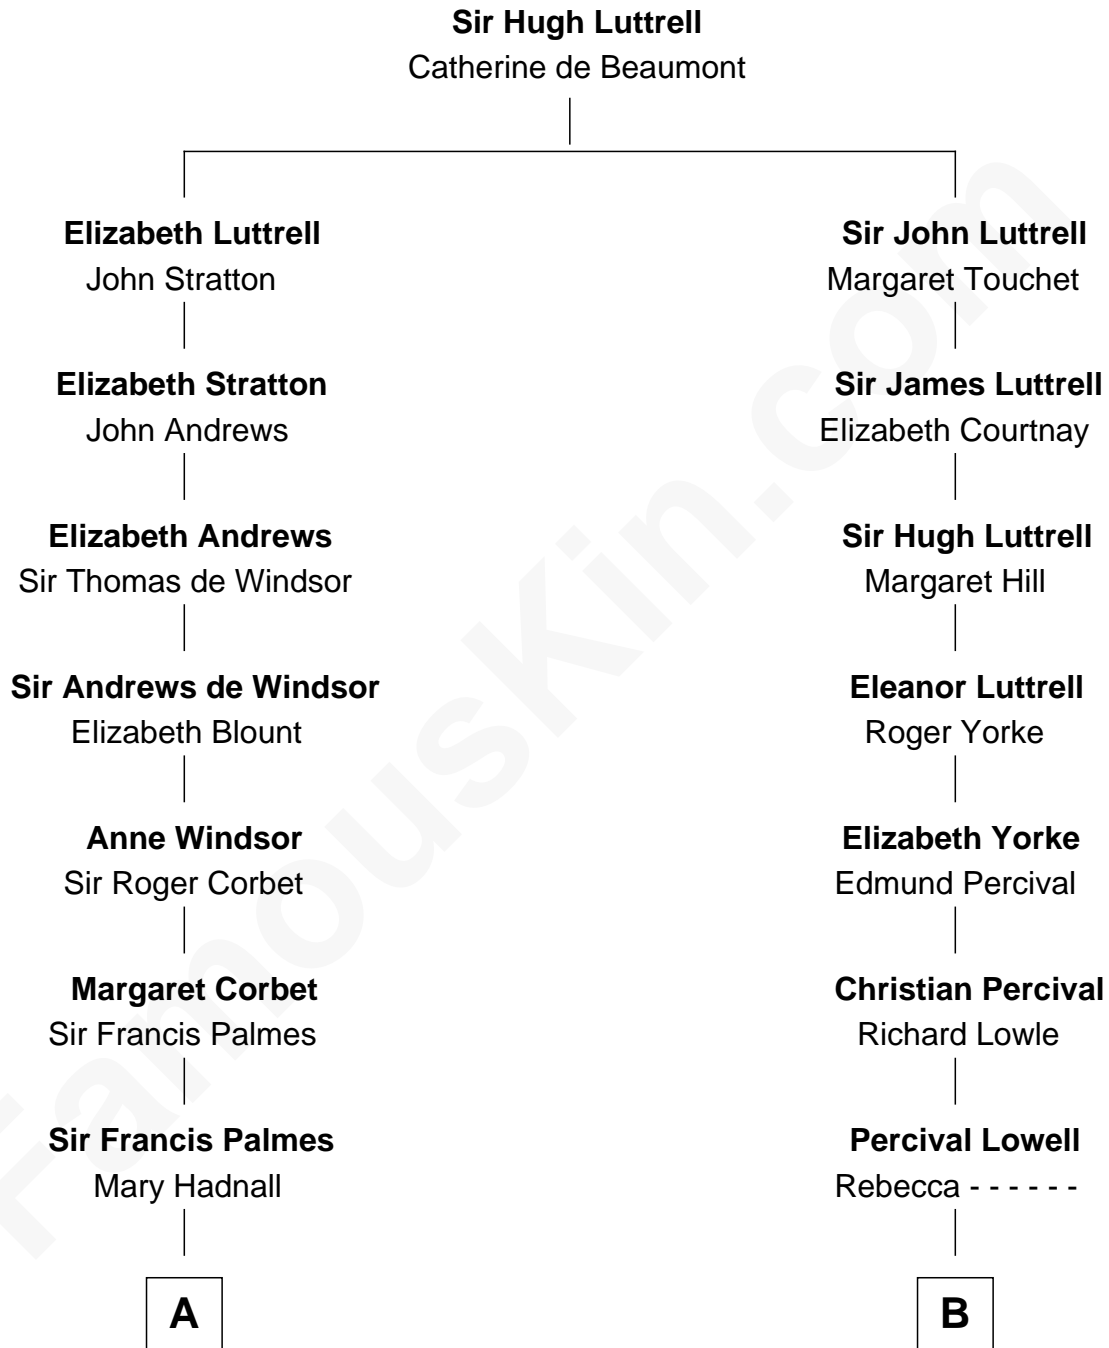 Sir Hugh Luttrell
Catherine de Beaumont
Elizabeth Luttrell
John Stratton
Sir John Luttrell
Margaret Touchet
Elizabeth Stratton
John Andrews
Sir James Luttrell
Elizabeth Courtnay
Elizabeth Andrews
Sir Thomas de Windsor
Sir Hugh Luttrell
Margaret Hill
Sir Andrews de Windsor
Elizabeth Blount
Eleanor Luttrell
Roger Yorke
Anne Windsor
Sir Roger Corbet
Elizabeth Yorke
Edmund Percival
Margaret Corbet
Sir Francis Palmes
Christian Percival
Richard Lowle
Sir Francis Palmes
Mary Hadnall
Percival Lowell
Rebecca - - - - - -
A
B
FamousKin.com